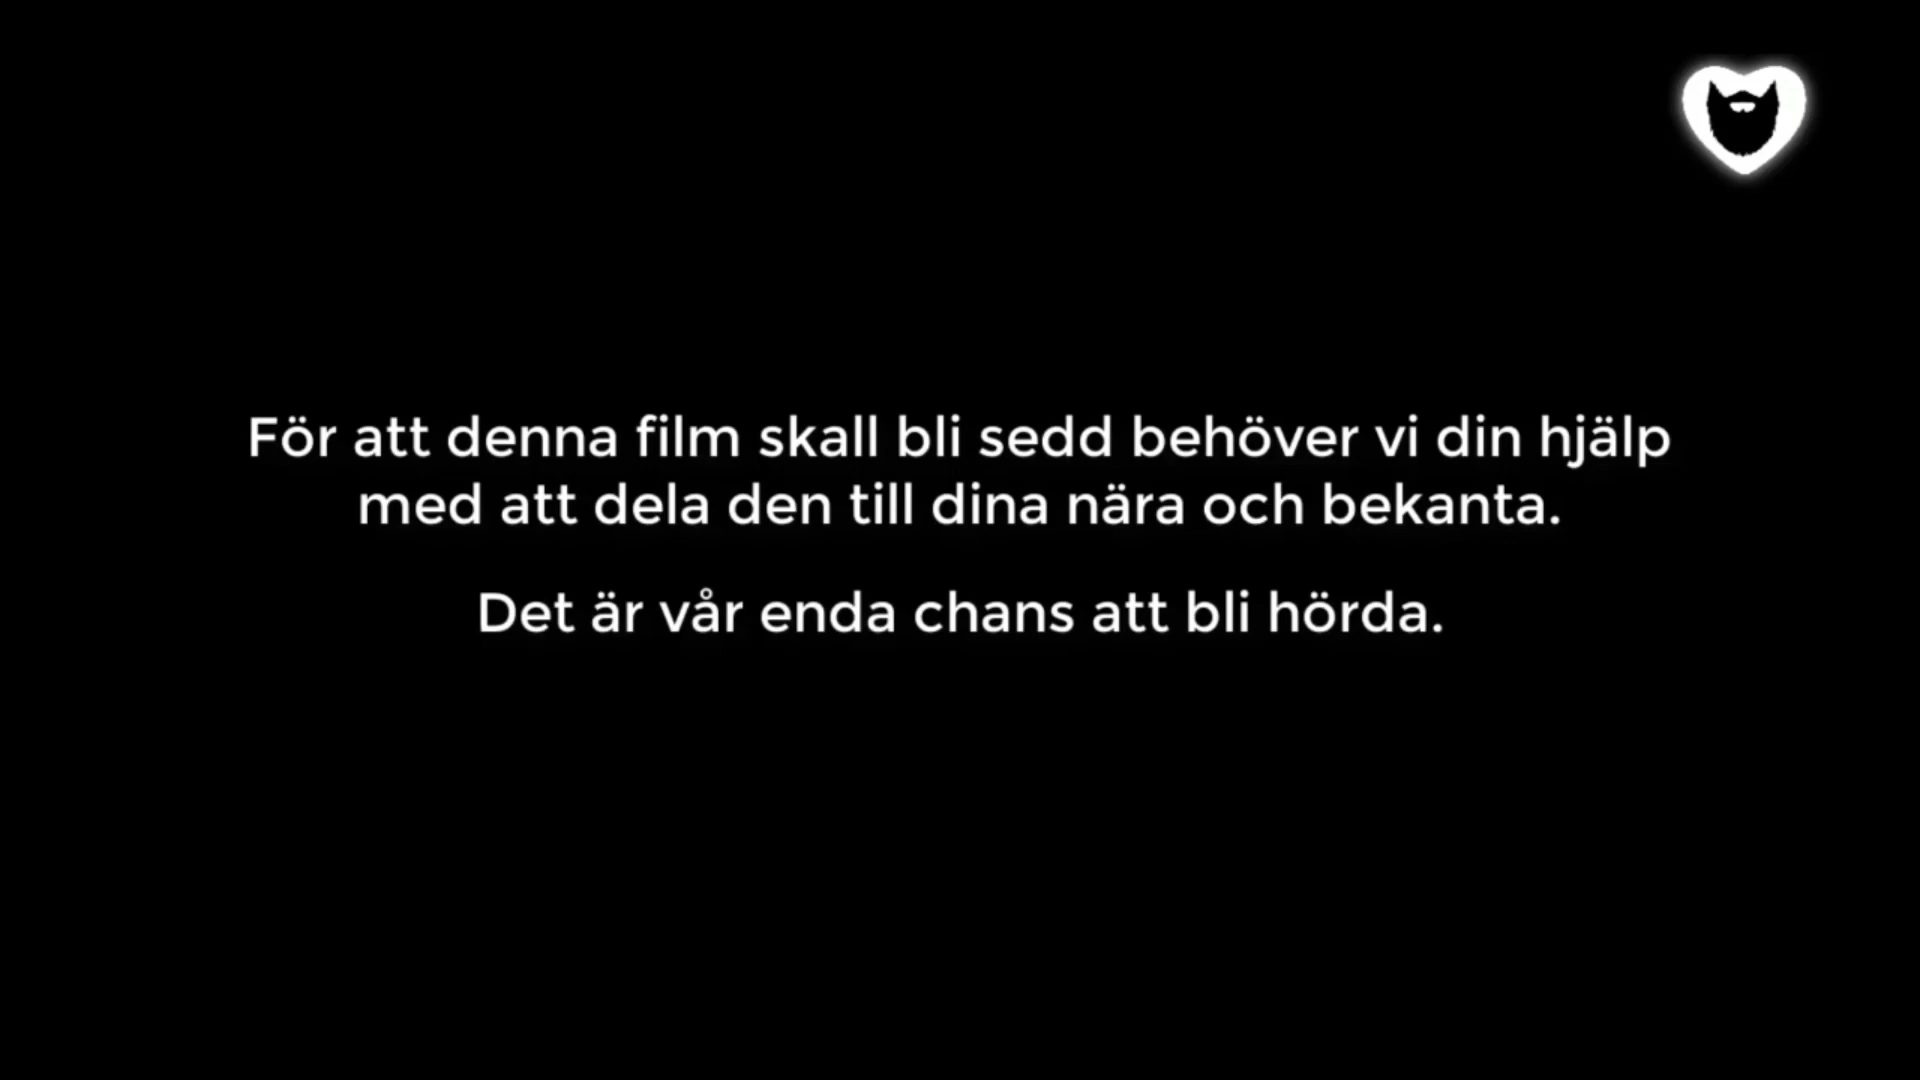 För att denna film skall bli sedd behöver vi din hjälp
med att dela den till dina nära och bekanta.
Det är vår enda chans att bli hörda.